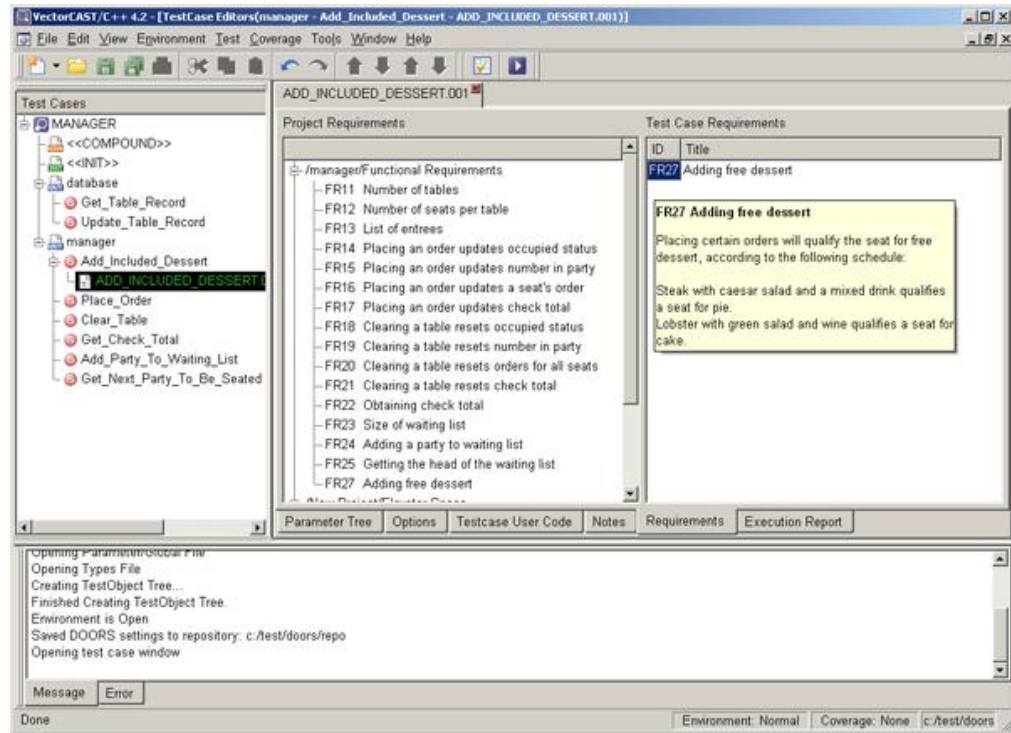 VectorCAST/C++ 4.2 - [TestCase Editors(manager - Add_Included_Dessert - ADD_INCLUDED_DESSERT.001)]
File Edit View Environment Test Coverage Tools Window Help
Test Cases
MANAGER
<<COMPOUND>>
<<INIT>>
database
Get_Table_Record
Update_Table_Record
manager
Add_Included_Dessert
ADD_INCLUDED_DESSERT
Place_Order
Clear_Table
Get_Check_Total
Add_Party_To_Waiting_List
Get_Next_Party_To_Be_Seated
ADD_INCLUDED_DESSERT.001
Project Requirements
/manager/Functional Requirements
FR11 Number of tables
FR12 Number of seats per table
FR13 List of entrees
FR14 Placing an order updates occupied status
FR15 Placing an order updates number in party
FR16 Placing an order updates a seat's order
FR17 Placing an order updates check total
FR18 Clearing a table resets occupied status
FR19 Clearing a table resets number in party
FR20 Clearing a table resets orders for all seats
FR21 Clearing a table resets check total
FR22 Obtaining check total
FR23 Size of waiting list
FR24 Adding a party to waiting list
FR25 Getting the head of the waiting list
FR27 Adding free dessert
Test Case Requirements
ID Title
FR27 Adding free dessert
FR27 Adding free dessert
Placing certain orders will qualify the seat for free
dessert, according to the following schedule:
Steak with caesar salad and a mixed drink qualifies
a seat for pie.
Lobster with green salad and wine qualifies a seat for
cake.
Parameter Tree Options Testcase User Code Notes Requirements Execution Report
Opening Parameter/Global File
Opening Types File
Creating TestObject Tree...
Finished Creating TestObject Tree.
Environment is Open
Saved DOORS settings to repository: c:/test/doors/repo
Opening test case window
Message Error
Done Environment: Normal Coverage: None c:/test/doors